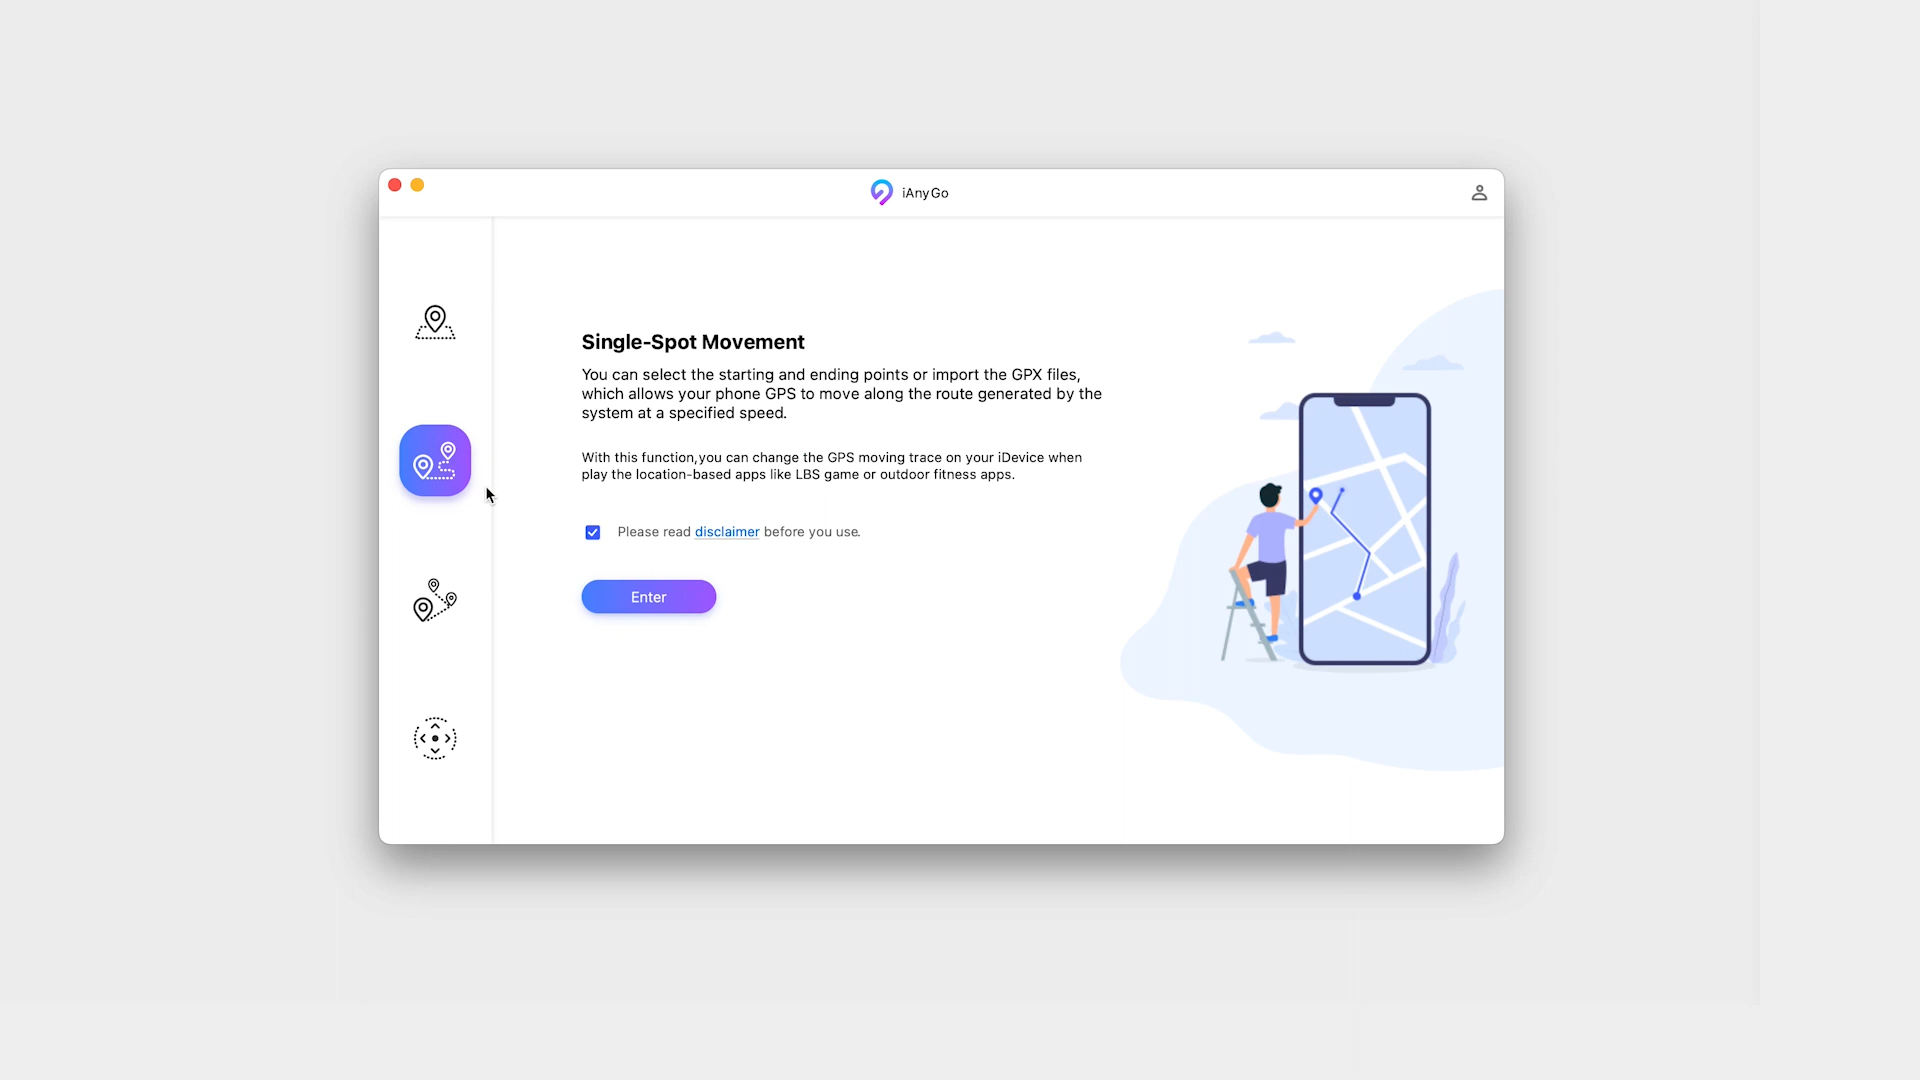 iAnyGo
Single-Spot Movement
You can select the starting and ending points or import the GPX files,
which allows your phone GPS to move along the route generated by the
system at a specified speed.
With this function,you can change the GPS moving trace on your iDevice when
play the location-based apps like LBS game or outdoor fitness apps.
Please read disclaimer before you use.
Enter